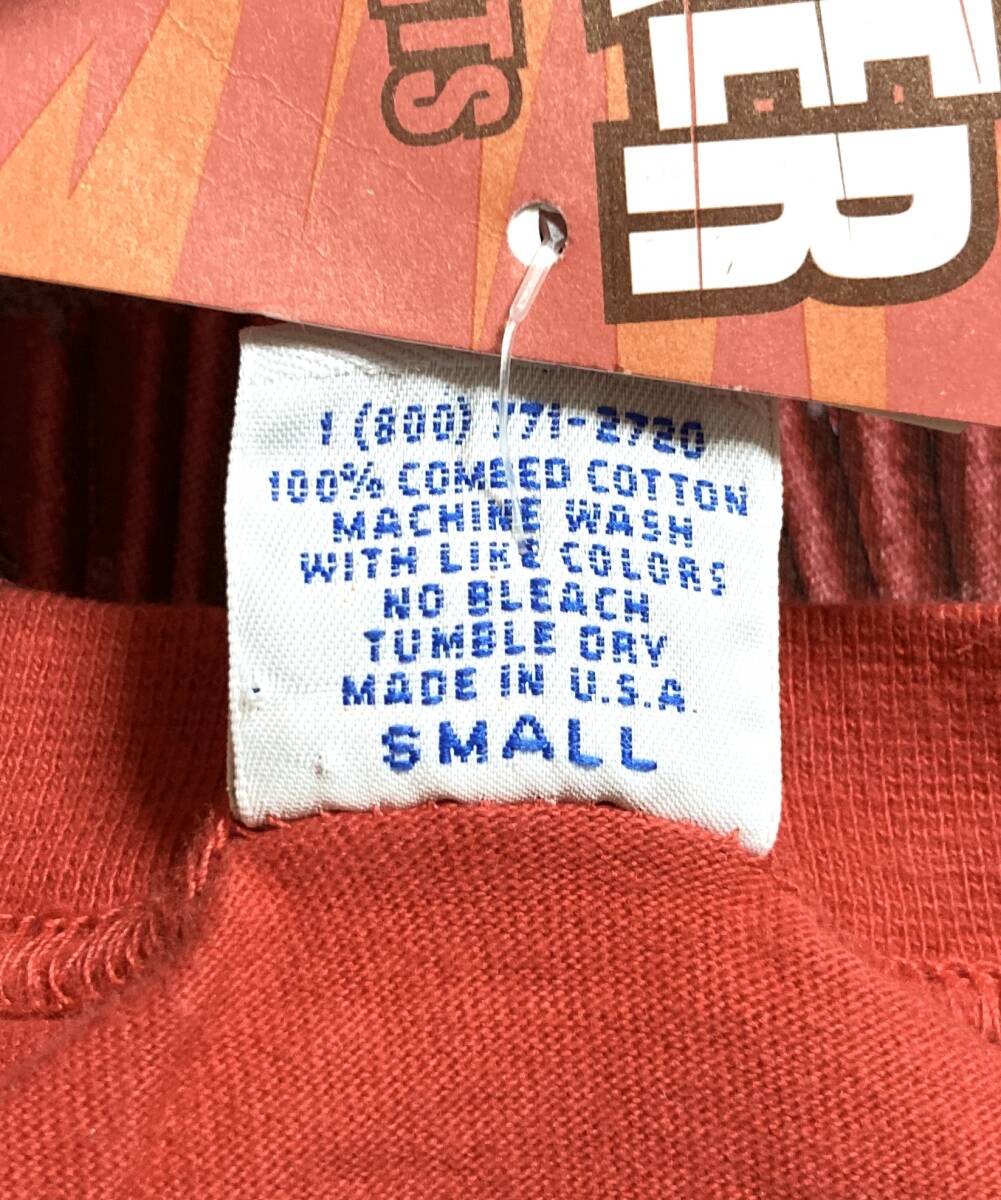 1 (800) 771-2720
100% COMBED COTTON
MACHINE WASH
WITH LIKE COLORS
NO BLEACH
TUMBLE DRY
MADE IN U.S.A.
SMALL